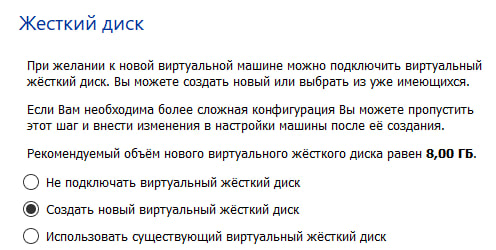 Жесткий диск
При желании к новой виртуальной машине можно подключить виртуальный
жёсткий диск. Вы можете создать новый или выбрать из уже имеющихся.
Если Вам необходима более сложная конфигурация Вы можете пропустить
этот шаг и внести изменения в настройки машины после её создания.
Рекомендуемый объём нового виртуального жёсткого диска равен 8,00 ГБ.
Не подключать виртуальный жёсткий диск
Создать новый виртуальный жёсткий диск
Использовать существующий виртуальный жёсткий диск